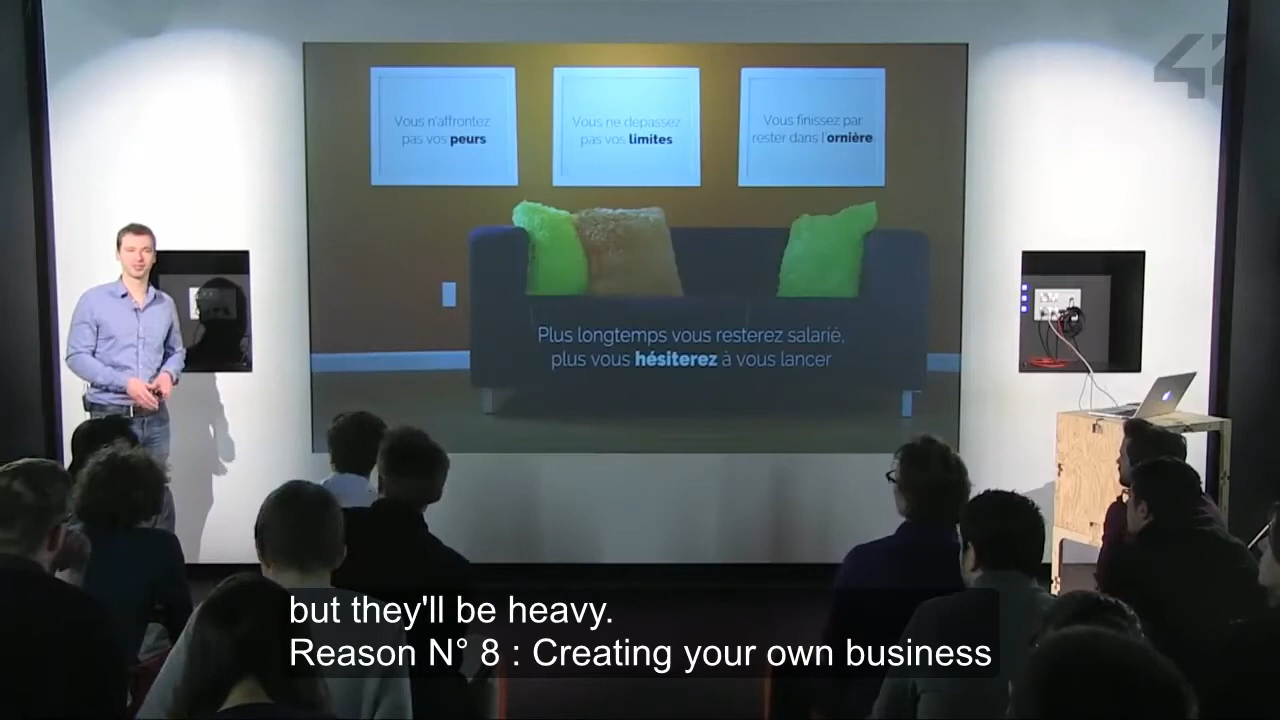 42
Vous n'affrontez
pas vos peurs
Vous ne dépassez
pas vos limites
Vous finissez par
rester dans l'ornière
Plus longtemps vous resterez salarié,
plus vous hésiterez à vous lancer
but they'll be heavy.
Reason N° 8 : Creating your own business